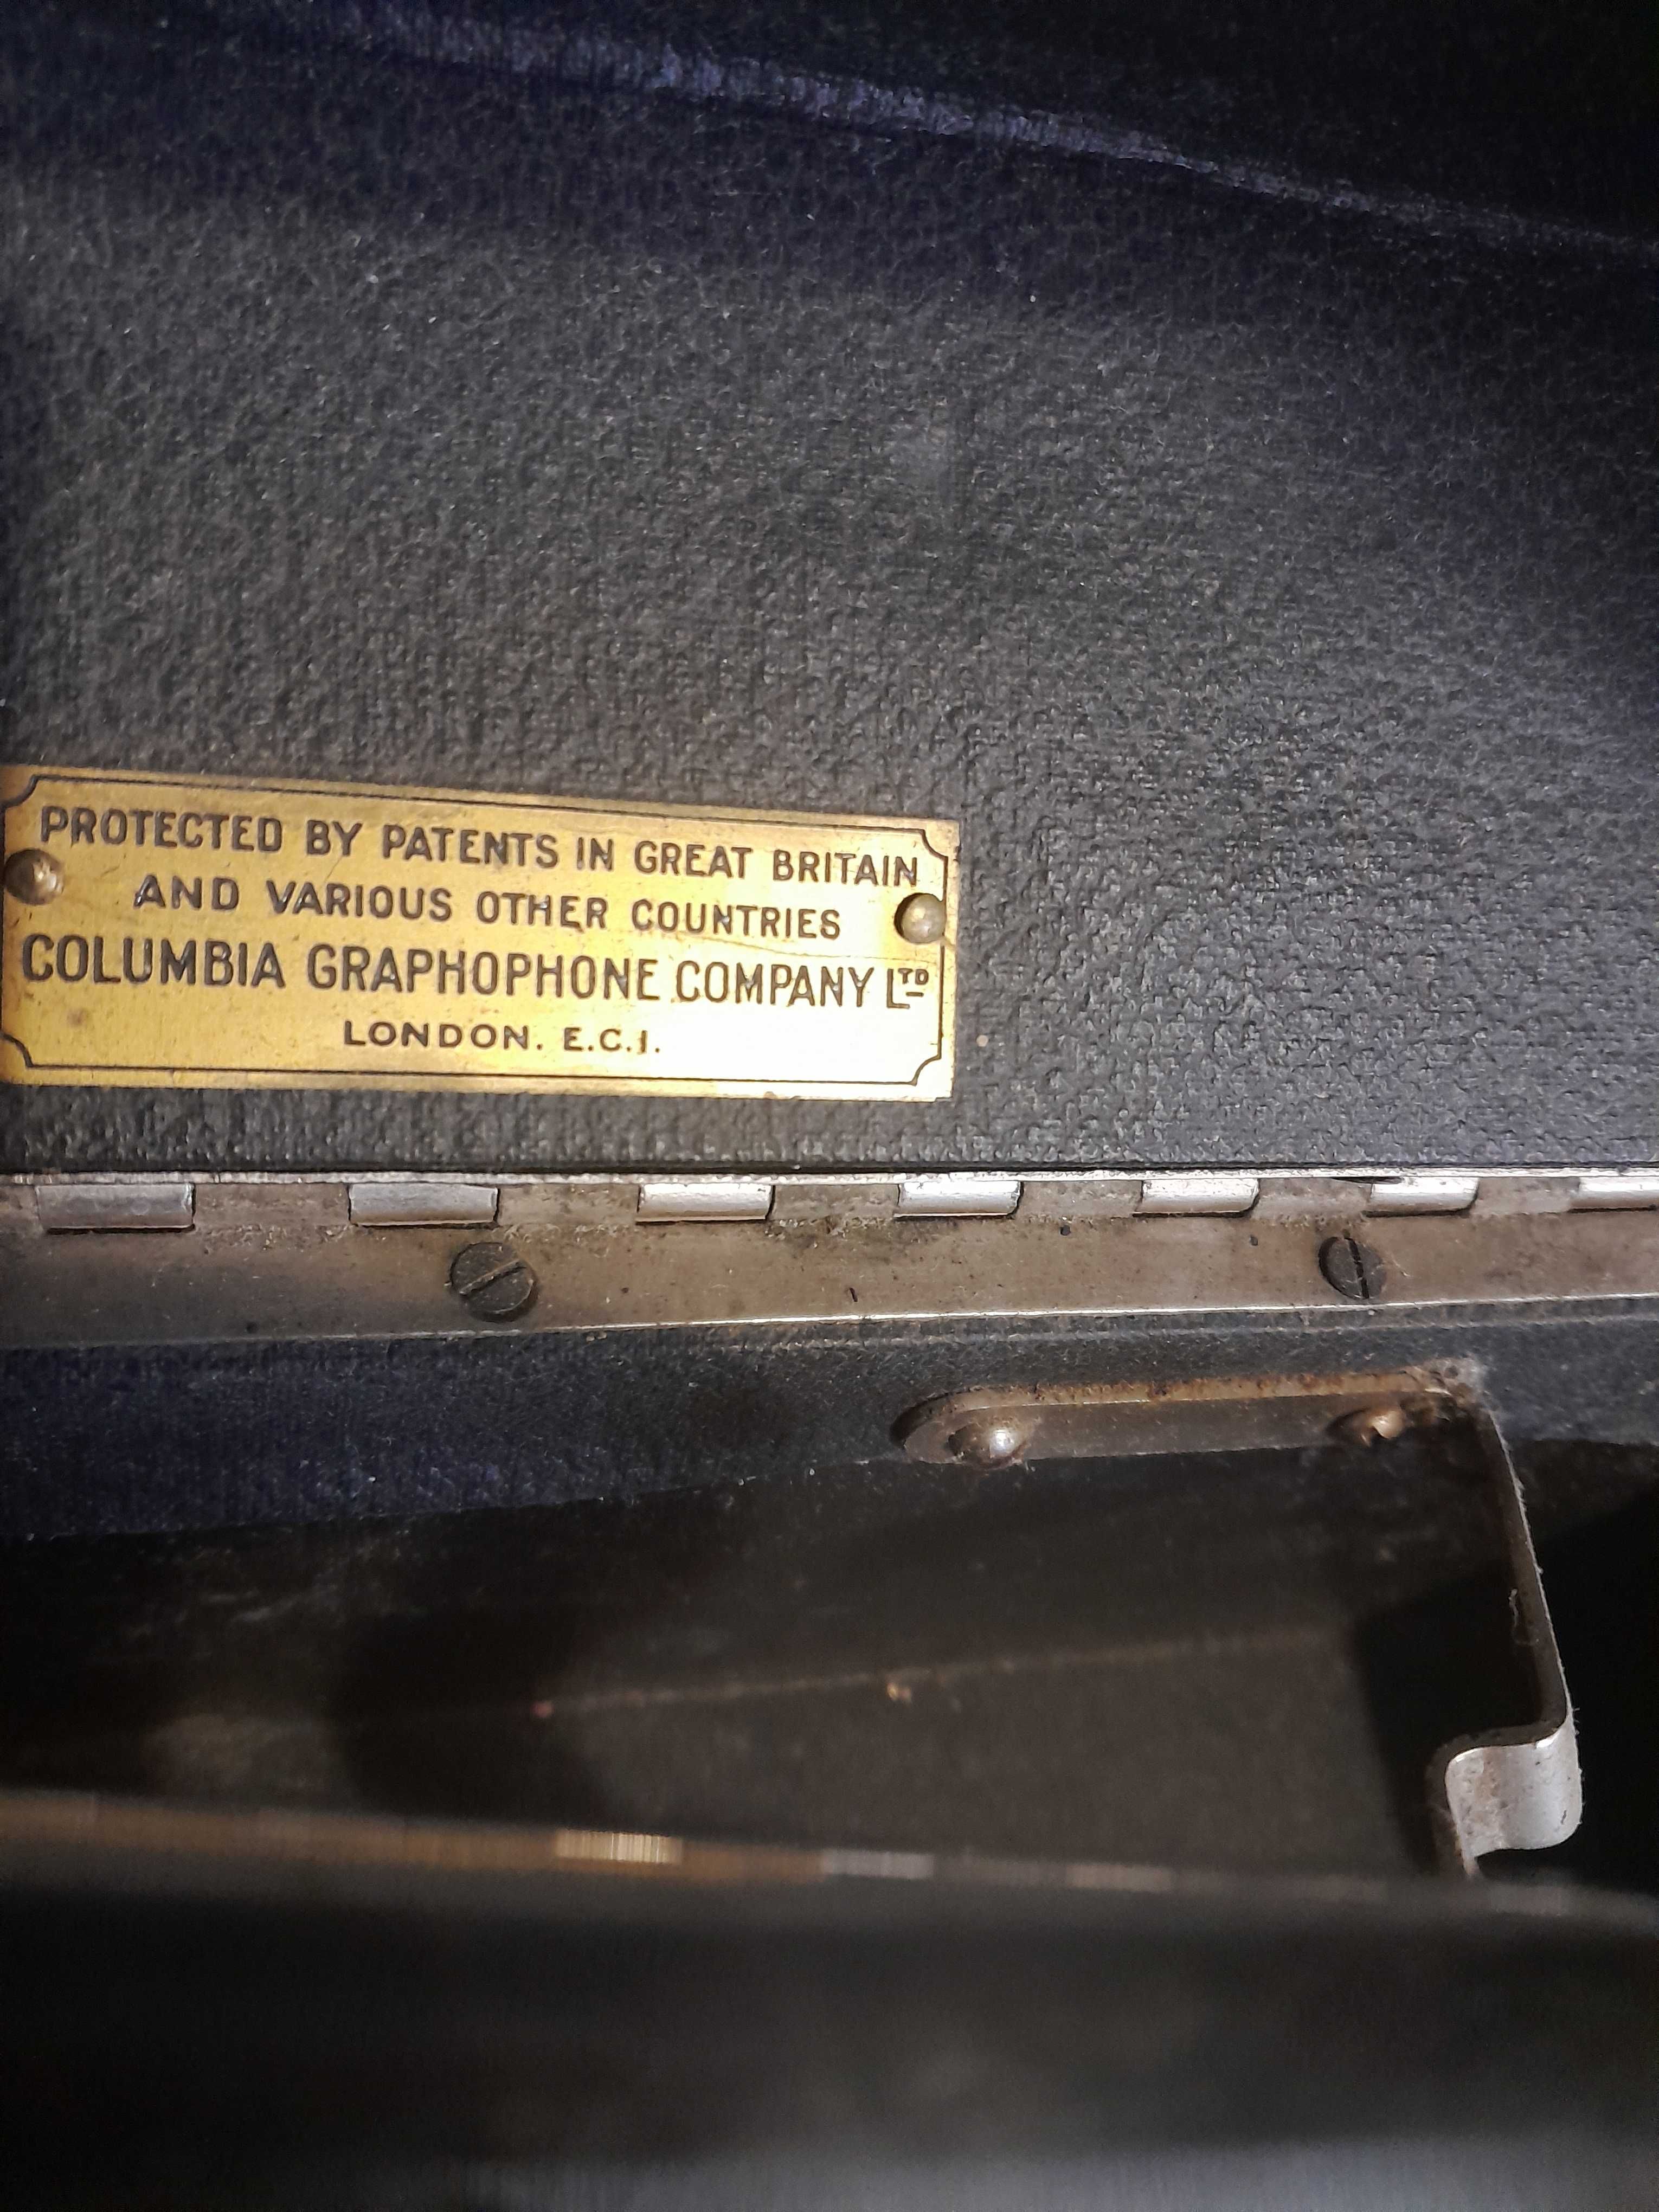 PROTECTED BY PATENTS IN GREAT BRITAIN
AND VARIOUS OTHER COUNTRIES
COLUMBIA GRAPHOPHONE COMPANY LTD
LONDON. E.C.1.